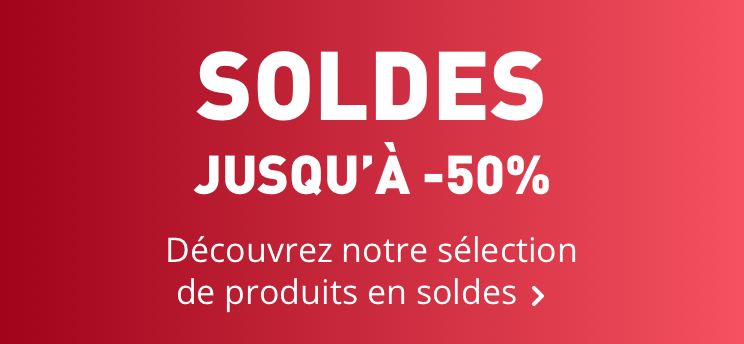 SOLDES
JUSQU’À -50%
Découvrez notre sélection
de produits en soldes >